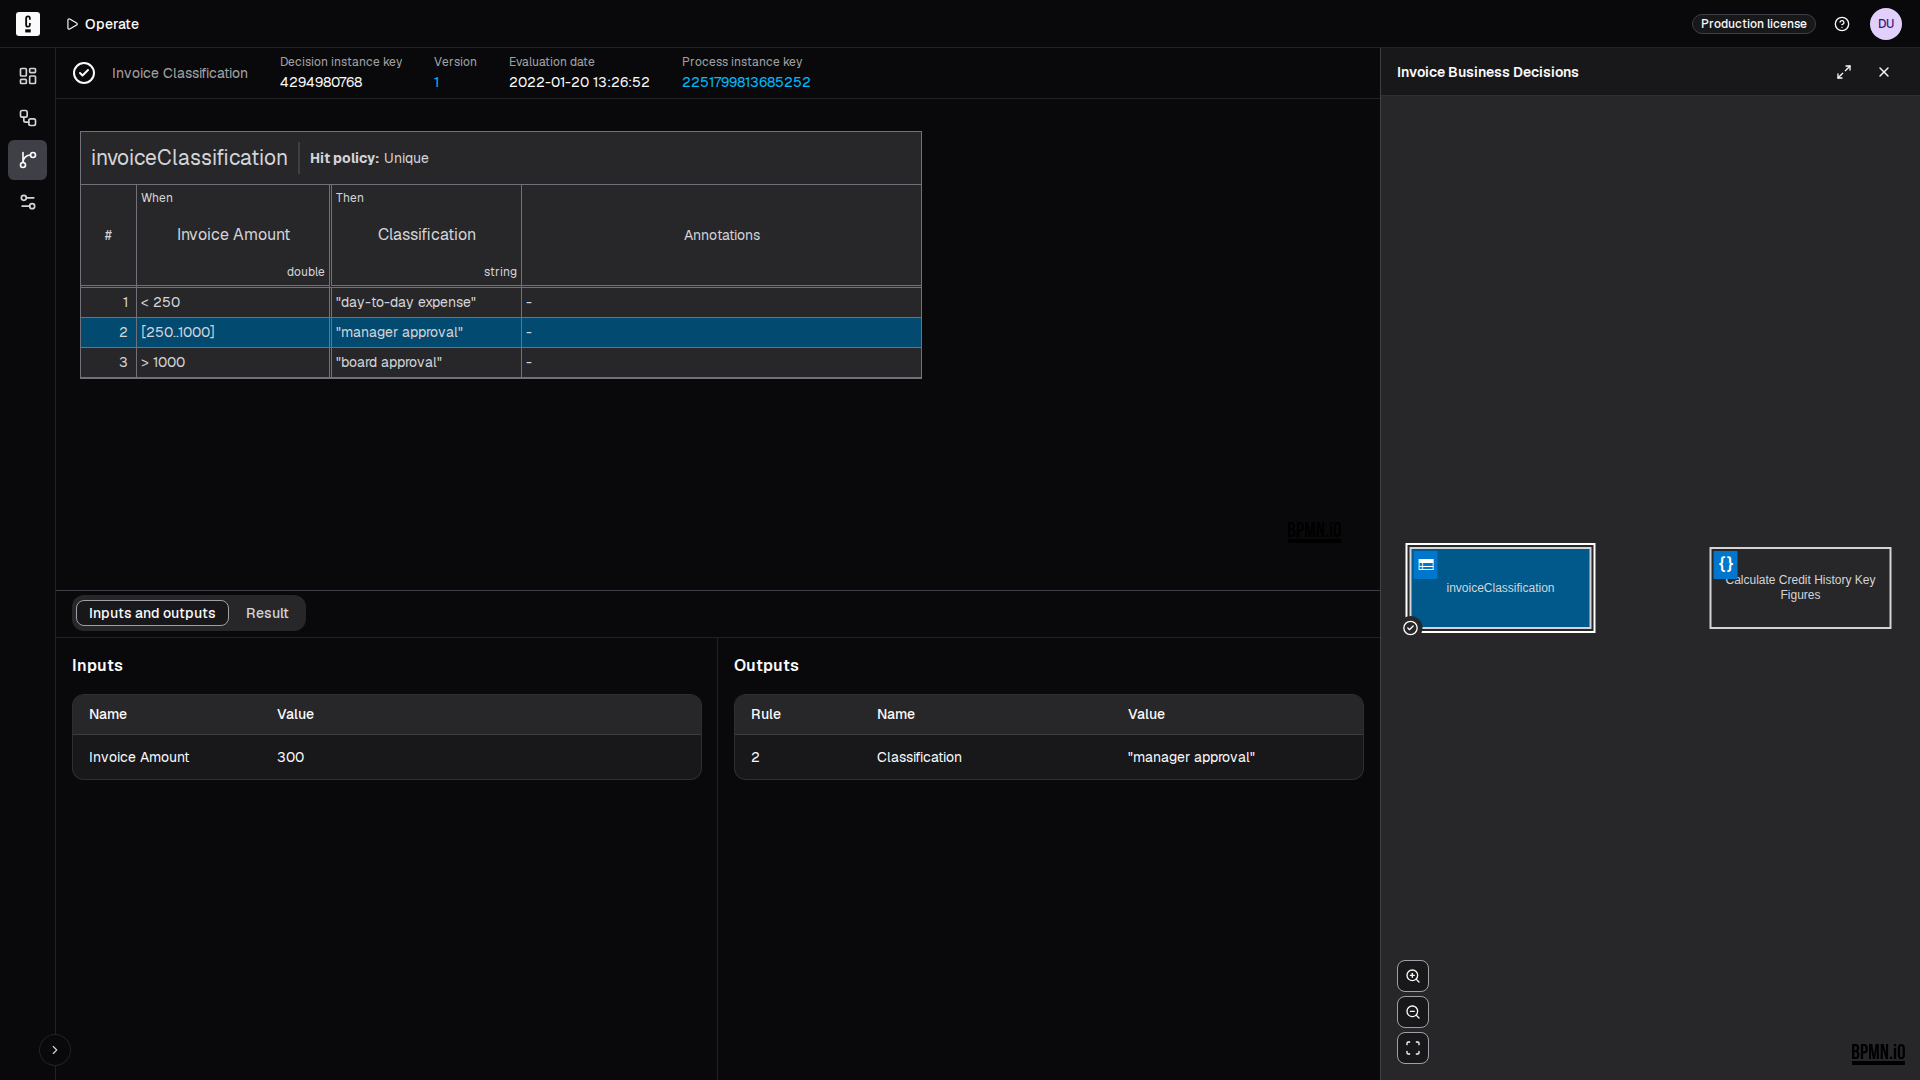 Operate
Production license
DU
Invoice Classification
Decision instance key
4294980768
Version
1
Evaluation date
2022-01-20 13:26:52
Process instance key
2251799813685252
Invoice Business Decisions
invoiceClassification
Hit policy: Unique
#
When
Invoice Amount
double
Then
Classification
string
Annotations
1 < 250 "day-to-day expense" -
2 [250..1000] "manager approval" -
3 > 1000 "board approval" -
BPMN.iO
Inputs and outputs
Result
Inputs
Name Value
Invoice Amount 300
Outputs
Rule Name Value
2 Classification "manager approval"
invoiceClassification
{}
Calculate Credit History Key
Figures
BPMN.iO